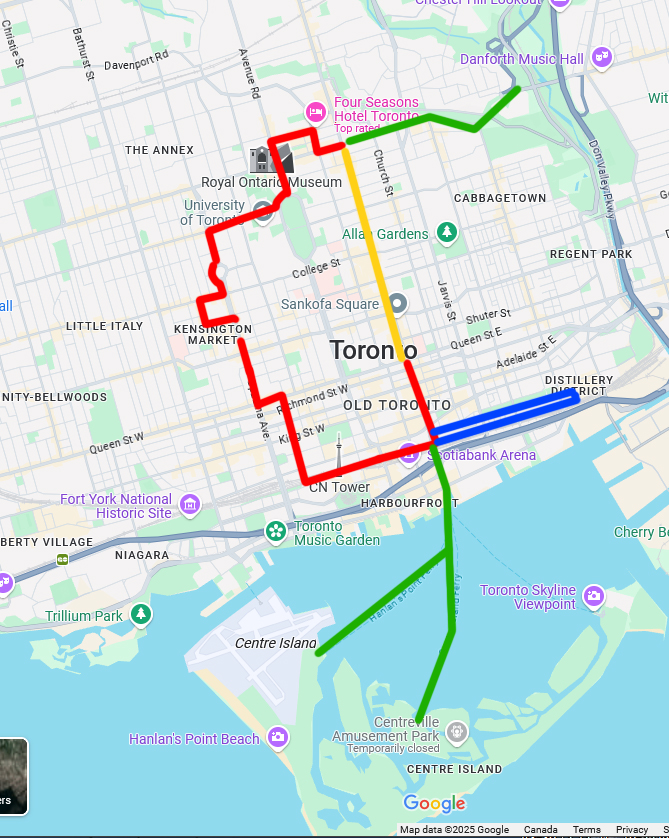 Chester Hill Lookout
Christie St
Bathurst St
Davenport Rd
Avenue Rd
Danforth Music Hall
Four Seasons
Hotel Toronto
Top rated
Wit
THE ANNEX
Royal Ontario Museum
Church St
Don Valley Pkwy
University
of Toronto
CABBAGETOWN
Allan Gardens
REGENT PARK
College St
Jarvis St
Sankofa Square
all
LITTLE ITALY
KENSINGTON
MARKET
Shuter St
Queen St E
Toronto
Adelaide St E
DISTILLERY
DISTRICT
NITY-BELLWOODS
Richmond St W
OLD TORONTO
Ave.
King St W
Queen St W
Scotiabank Arena
CN Tower
Fort York National
Historic Site
HARBOURFRONT
Toronto
Music Garden
BERTY VILLAGE
NIAGARA
Cherry Be
Toronto Skyline
Viewpoint
Trillium Park
Centre Island
Hanlan's Point Beach
Centreville
Amusement Park
Temporarily closed
CENTRE ISLAND
ers
Google
Map data ©2025 Google Canada Terms Privacy S